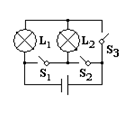 L₁ L₂ S₃
S₁ S₂